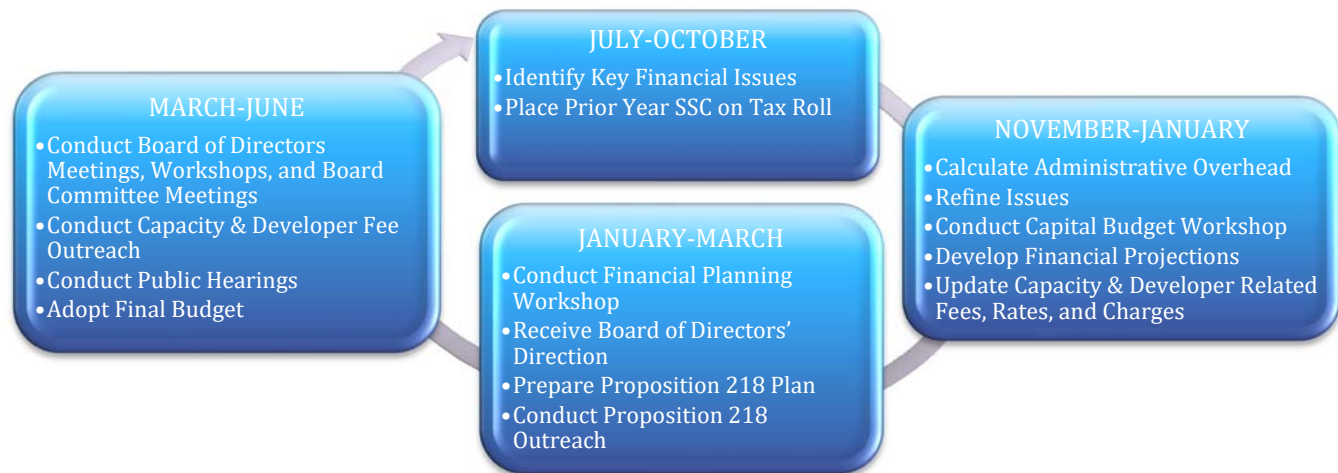 JULY-OCTOBER
•Identify Key Financial Issues
•Place Prior Year SSC on Tax Roll
NOVEMBER-JANUARY
•Calculate Administrative Overhead
•Refine Issues
•Conduct Capital Budget Workshop
•Develop Financial Projections
•Update Capacity & Developer Related
Fees, Rates, and Charges
JANUARY-MARCH
•Conduct Financial Planning
Workshop
•Receive Board of Directors’
Direction
•Prepare Proposition 218 Plan
•Conduct Proposition 218
Outreach
MARCH-JUNE
•Conduct Board of Directors
Meetings, Workshops, and Board
Committee Meetings
•Conduct Capacity & Developer Fee
Outreach
•Conduct Public Hearings
•Adopt Final Budget